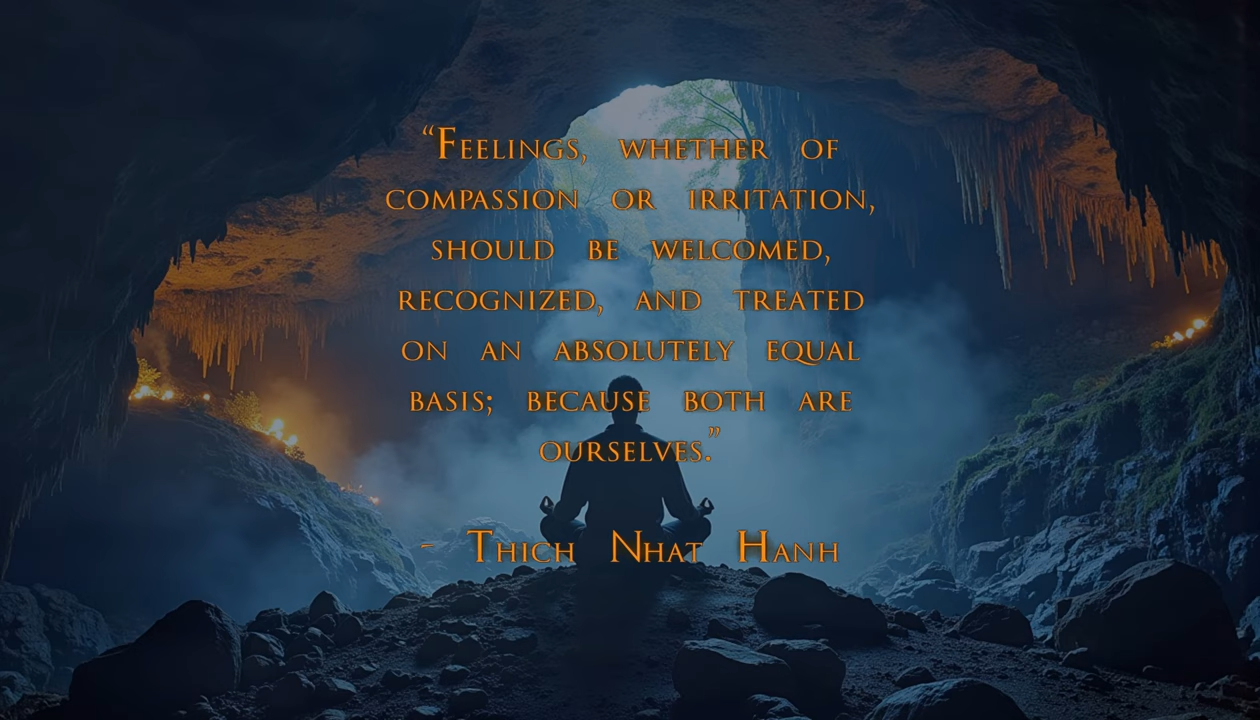 “Feelings, whether of
compassion or irritation,
should be welcomed,
recognized, and treated
on an absolutely equal
basis; because both are
ourselves.”
- Thich Nhat Hanh